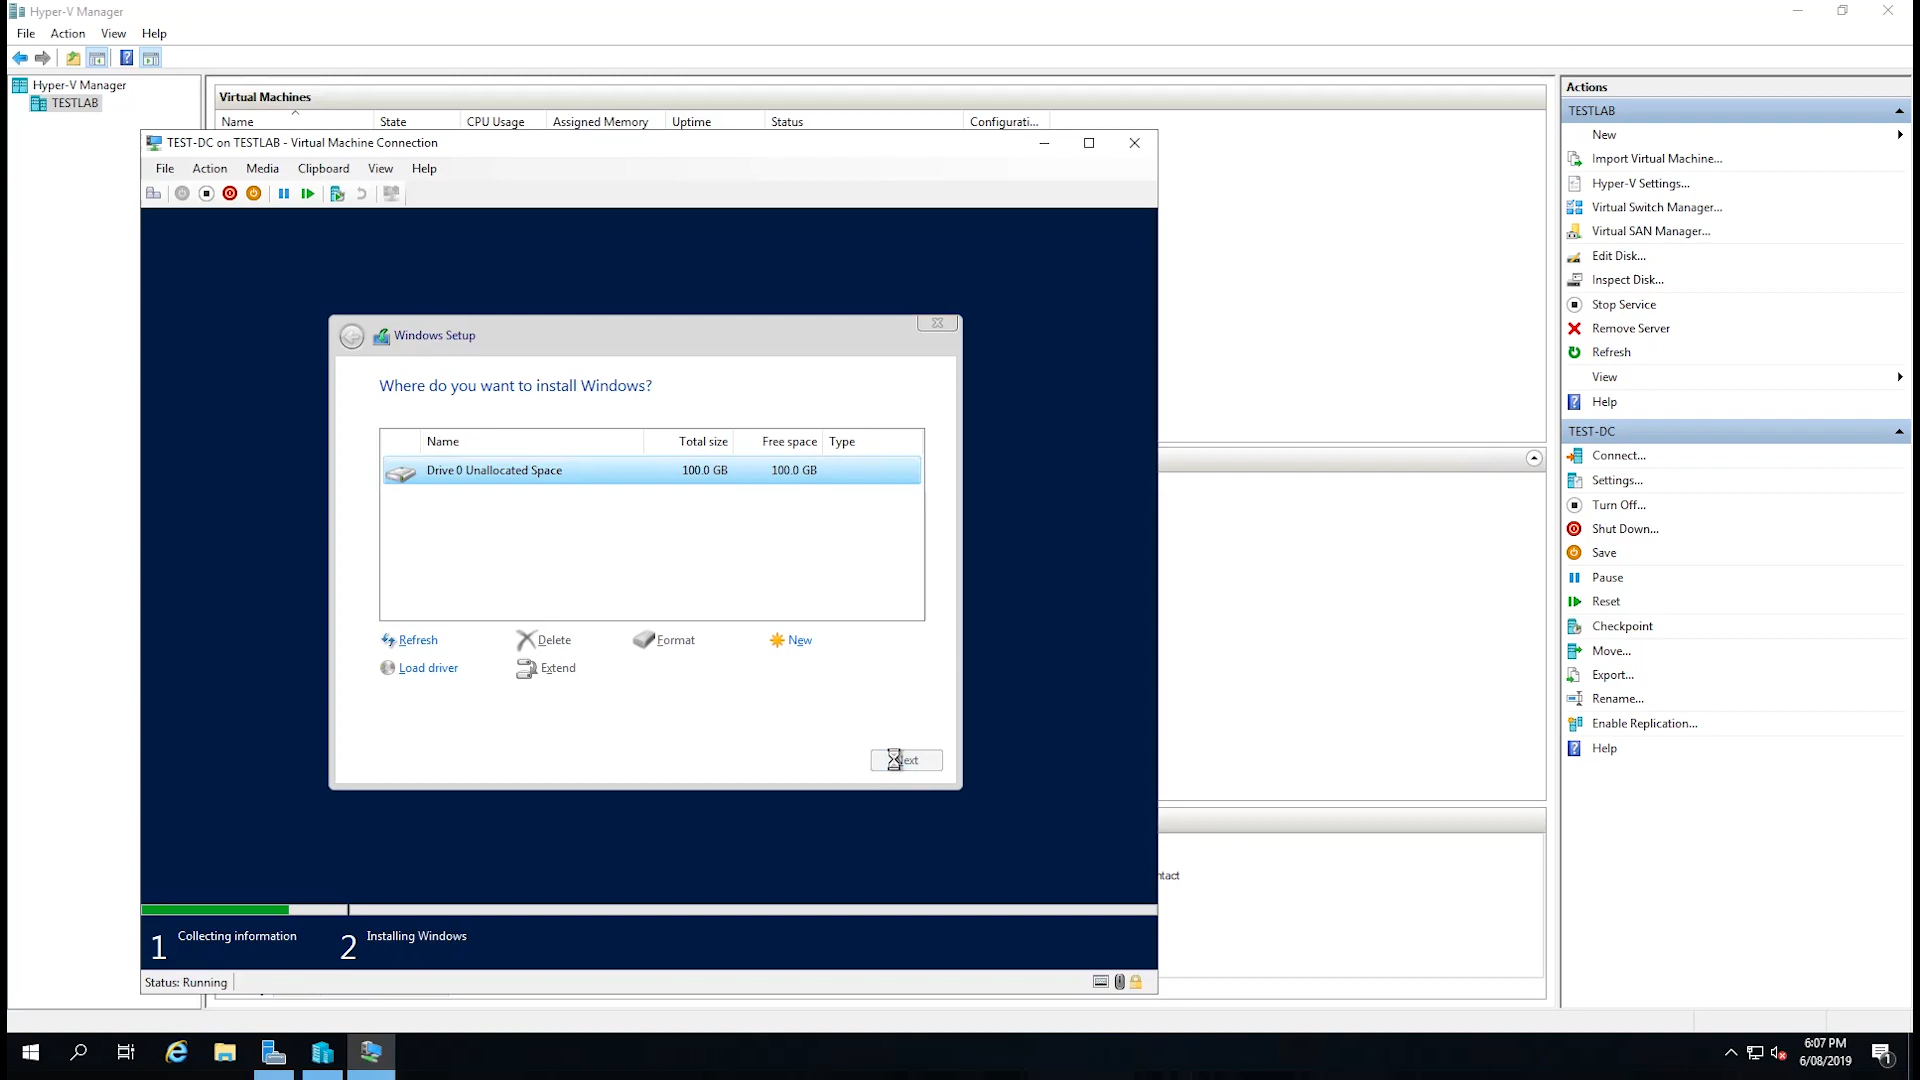 Hyper-V Manager
File Action View Help
Hyper-V Manager
TESTLAB
Virtual Machines
Name State CPU Usage Assigned Memory Uptime Status Configurati...
TEST-DC on TESTLAB - Virtual Machine Connection
File Action Media Clipboard View Help
Windows Setup
Where do you want to install Windows?
Name Total size Free space Type
Drive 0 Unallocated Space 100.0 GB 100.0 GB
Refresh Delete Format New
Load driver Extend
1 Collecting information 2 Installing Windows
Status: Running
Actions
TESTLAB
New
Import Virtual Machine...
Hyper-V Settings...
Virtual Switch Manager...
Virtual SAN Manager...
Edit Disk...
Inspect Disk...
Stop Service
Remove Server
Refresh
View
Help
TEST-DC
Connect...
Settings...
Turn Off...
Shut Down...
Save
Pause
Reset
Checkpoint
Move...
Export...
Rename...
Enable Replication...
Help
6:07 PM
6/08/2019
1